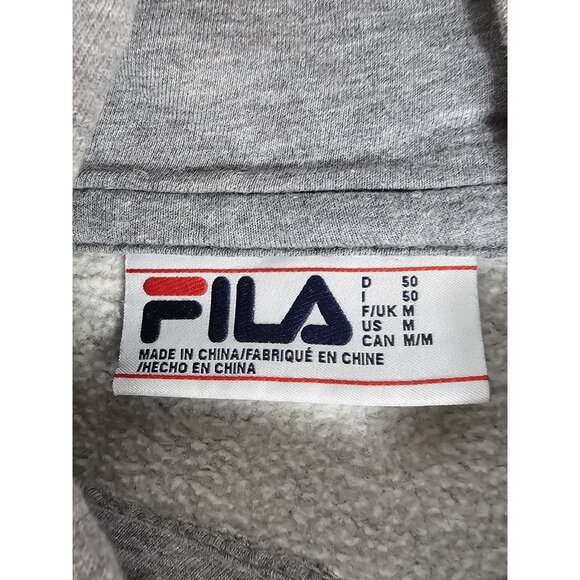 FILA
D 50
I 50
F/UK M
US M
CAN M/M
MADE IN CHINA/FABRIQUÉ EN CHINE
/HECHO EN CHINA